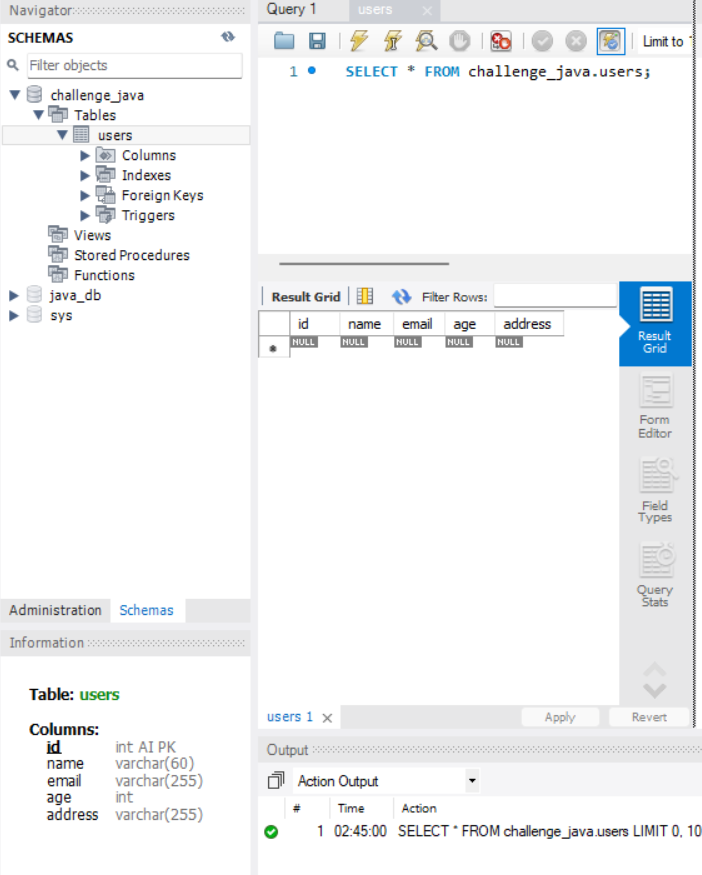 Navigator
SCHEMAS
Filter objects
challenge_java
Tables
users
Columns
Indexes
Foreign Keys
Triggers
Views
Stored Procedures
Functions
java_db
sys
Administration Schemas
Information
Table: users
Columns:
id int AI PK
name varchar(60)
email varchar(255)
age int
address varchar(255)
Query 1 users
Limit to
1 SELECT * FROM challenge_java.users;
Result Grid Filter Rows:
id name email age address
NULL NULL NULL NULL NULL
Result
Grid
Form
Editor
Field
Types
Query
Stats
users 1 Apply Revert
Output
Action Output
# Time Action
1 02:45:00 SELECT * FROM challenge_java.users LIMIT 0, 10